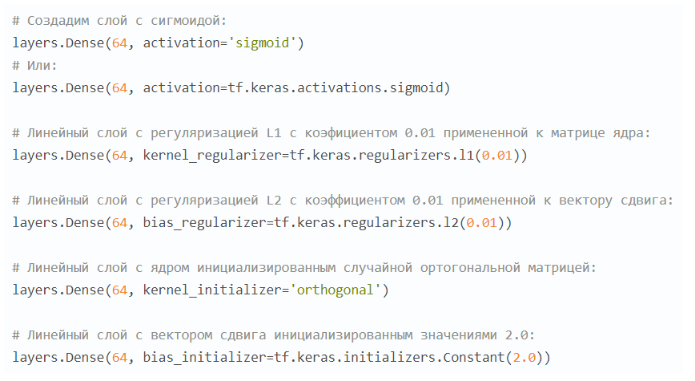 # Создадим слой с сигмоидой:
layers.Dense(64, activation='sigmoid')
# Или:
layers.Dense(64, activation=tf.keras.activations.sigmoid)
# Линейный слой с регуляризацией L1 с коэфициентом 0.01 примененной к матрице ядра:
layers.Dense(64, kernel_regularizer=tf.keras.regularizers.l1(0.01))
# Линейный слой с регуляризацией L2 с коэффициентом 0.01 примененной к вектору сдвига:
layers.Dense(64, bias_regularizer=tf.keras.regularizers.l2(0.01))
# Линейный слой с ядром инициализированным случайной ортогональной матрицей:
layers.Dense(64, kernel_initializer='orthogonal')
# Линейный слой с вектором сдвига инициализированным значениями 2.0:
layers.Dense(64, bias_initializer=tf.keras.initializers.Constant(2.0))